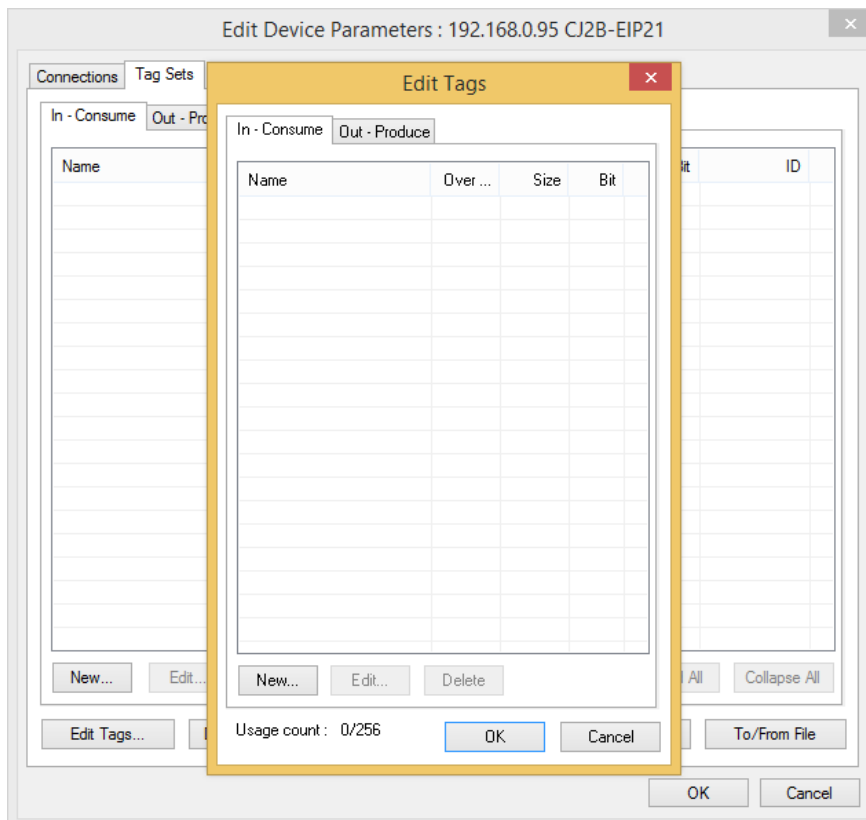 Edit Device Parameters : 192.168.0.95 CJ2B-EIP21
Connections Tag Sets
In - Consume Out - Pro
Name ID
New... Edit...
Edit Tags... To/From File
All Collapse All
OK Cancel
Edit Tags
In - Consume Out - Produce
Name Over ... Size Bit
New... Edit... Delete
Usage count : 0/256 OK Cancel